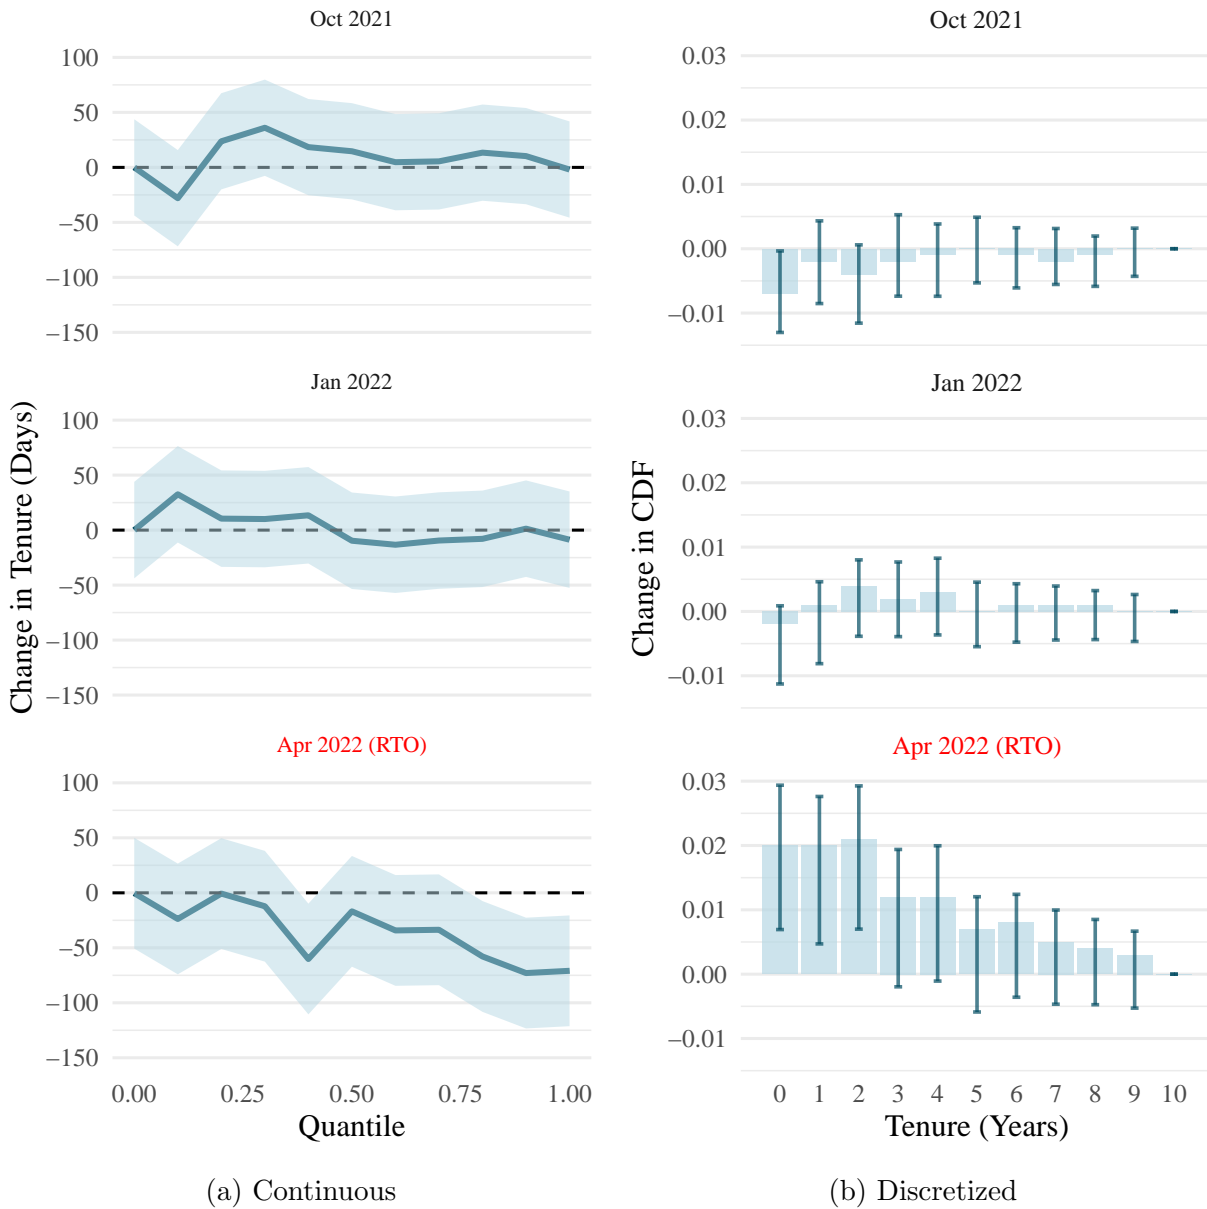 Oct 2021
100
50
0
–50
–100
–150
Jan 2022
100
50
0
–50
–100
–150
Apr 2022 (RTO)
100
50
0
–50
–100
–150
0.00 0.25 0.50 0.75 1.00
Quantile
Change in Tenure (Days)
(a) Continuous
Oct 2021
0.03
0.02
0.01
0.00
–0.01
Jan 2022
0.03
0.02
0.01
0.00
–0.01
Apr 2022 (RTO)
0.03
0.02
0.01
0.00
–0.01
0 1 2 3 4 5 6 7 8 9 10
Tenure (Years)
Change in CDF
(b) Discretized